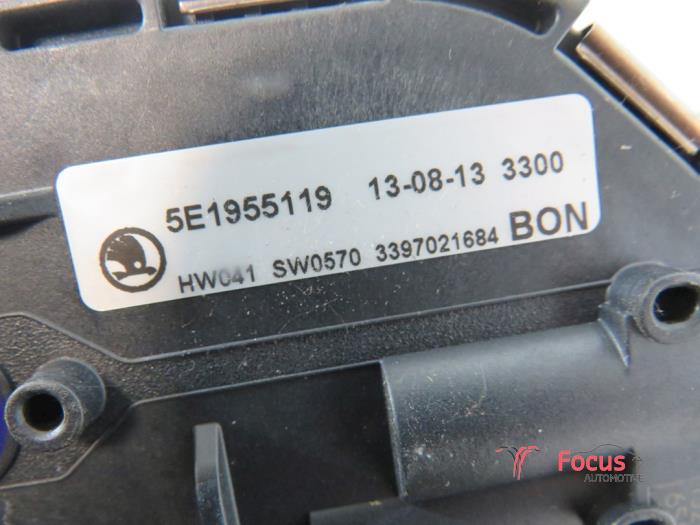 5E1955119 13-08-13 3300
HW041 SW0570 3397021684 BON
Focus
AUTOMOTIVE